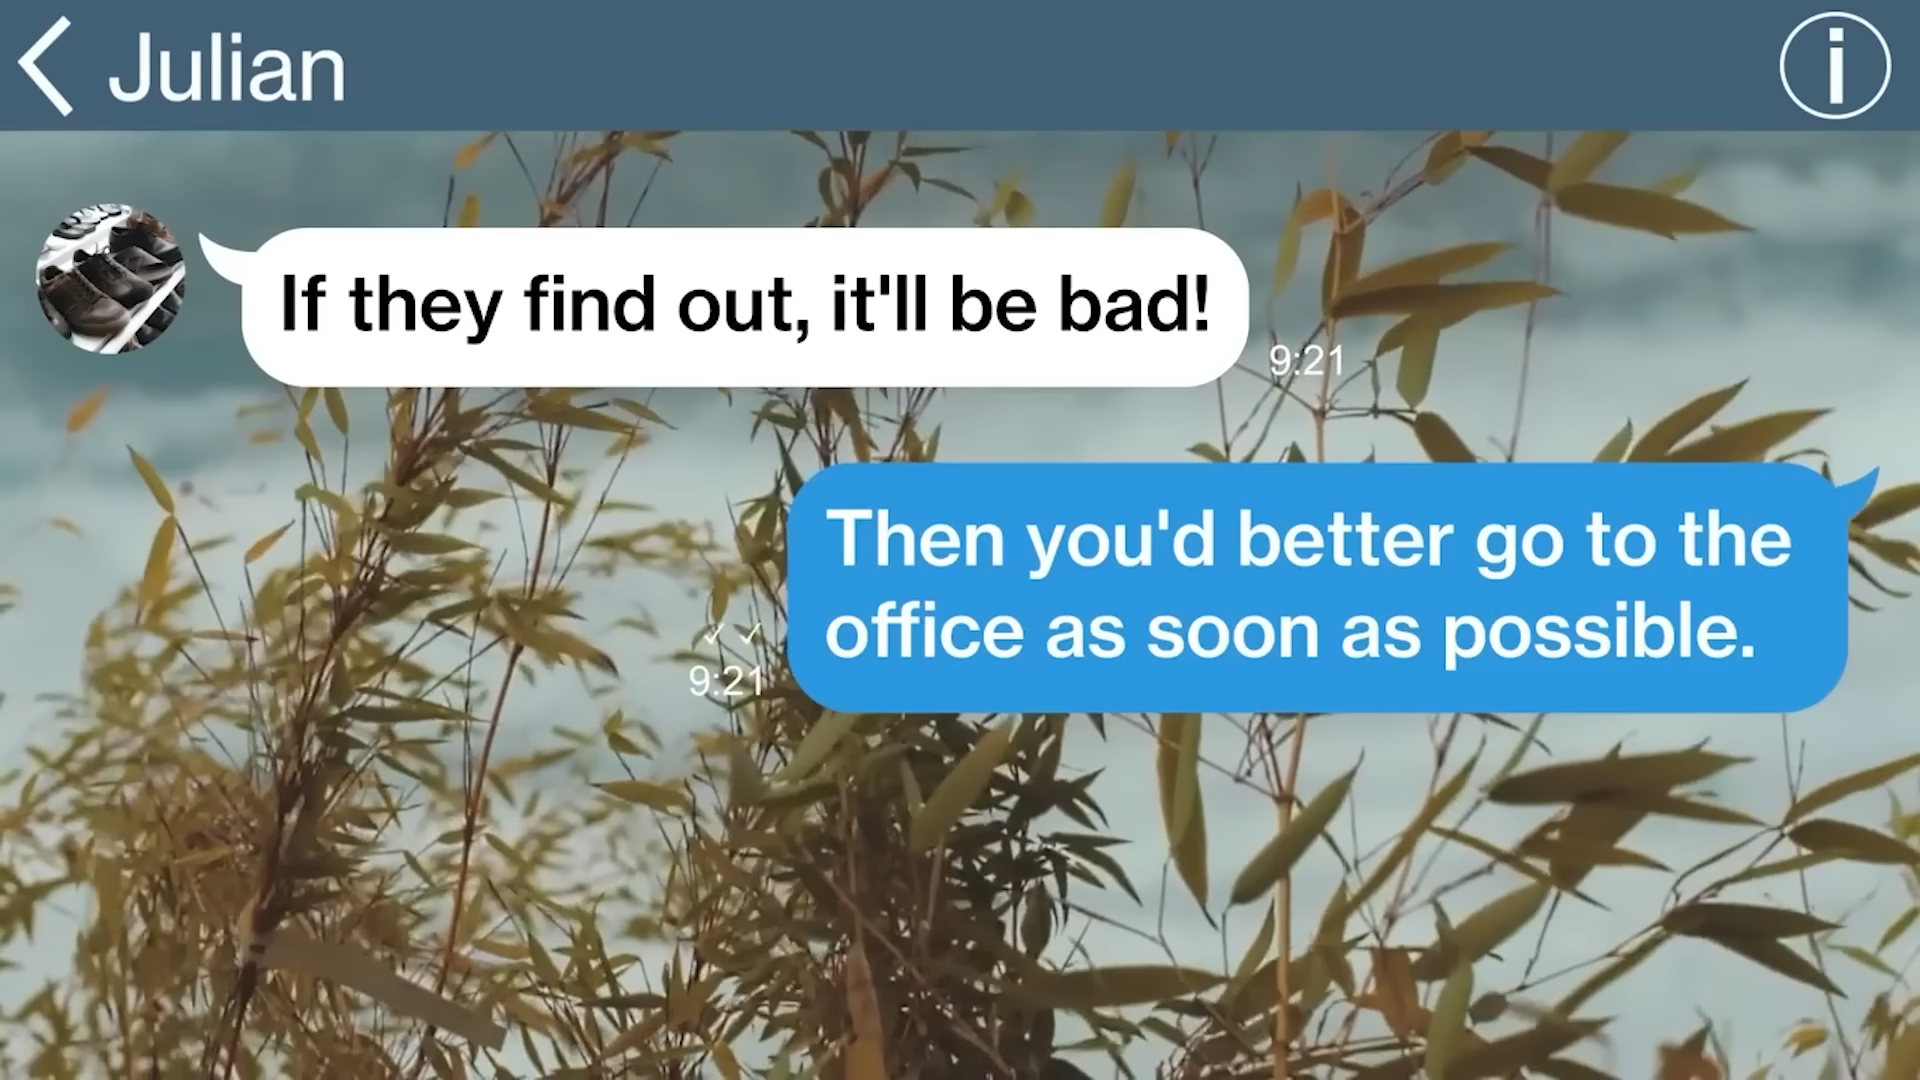 Julian
i
If they find out, it'll be bad!
9:21
Then you'd better go to the
office as soon as possible.
9:21